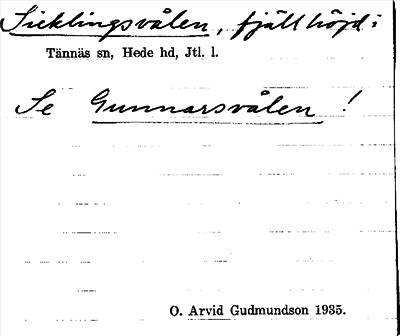 Sicklingsvålen, fjällhöjd:
Tännäs sn, Hede hd, Jtl. l.
Se Gunnarsvålen!
O. Arvid Gudmundson 1935.